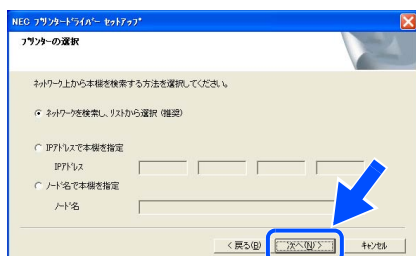 NEC プリンタードライバー セットアップ
プリンターの選択
ネットワーク上から本機を検索する方法を選択してください。
ネットワークを検索し、リストから選択 (推奨)
IPアドレスで本機を指定
IPアドレス
ノード名で本機を指定
ノード名
< 戻る(B)
次へ(N) >
キャンセル